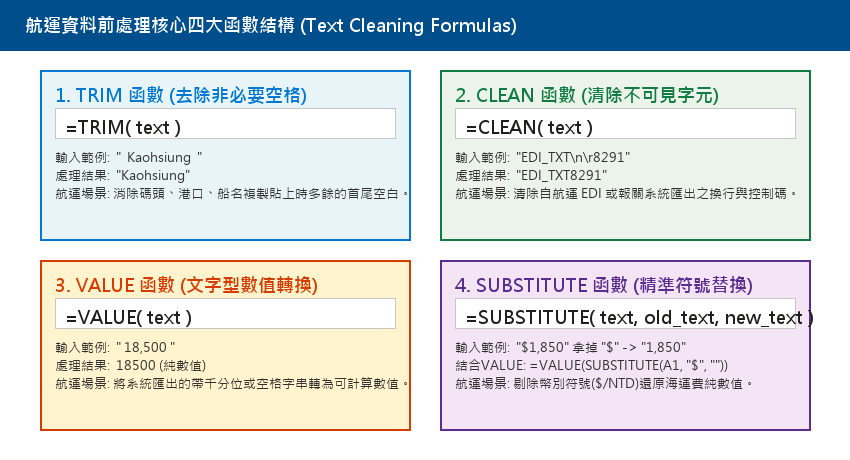 航運資料前處理核心四大函數結構 (Text Cleaning Formulas)
1. TRIM 函數 (去除非必要空格)
=TRIM( text )
輸入範例: " Kaohsiung "
處理結果: "Kaohsiung"
航運場景: 消除碼頭、港口、船名複製貼上時多餘的首尾空白。
2. CLEAN 函數 (清除不可見字元)
=CLEAN( text )
輸入範例: "EDI_TXT\n\r8291"
處理結果: "EDI_TXT8291"
航運場景: 清除自航運 EDI 或報關系統匯出之換行與控制碼。
3. VALUE 函數 (文字型數值轉換)
=VALUE( text )
輸入範例: " 18,500 "
處理結果: 18500 (純數值)
航運場景: 將系統匯出的帶千分位或空格字串轉為可計算數值。
4. SUBSTITUTE 函數 (精準符號替換)
=SUBSTITUTE( text, old_text, new_text )
輸入範例: "$1,850" 拿掉 "$" -> "1,850"
結合VALUE: =VALUE(SUBSTITUTE(A1, "$", ""))
航運場景: 剔除幣別符號($/NTD)還原海運費純數值。